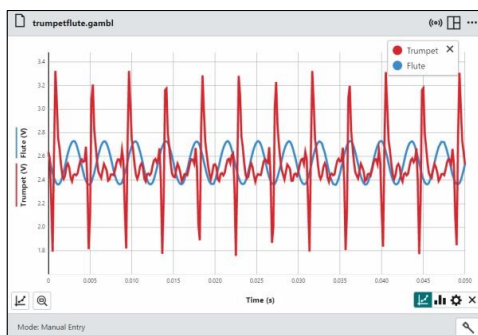 trumpetflute.gambl
Trumpet
Flute
3.4
3.2
3.0
2.8
2.6
2.4
2.2
2.0
1.8
Trumpet (V) Flute (V)
0 0.005 0.010 0.015 0.020 0.025 0.030 0.035 0.040 0.045 0.050
Time (s)
Mode: Manual Entry